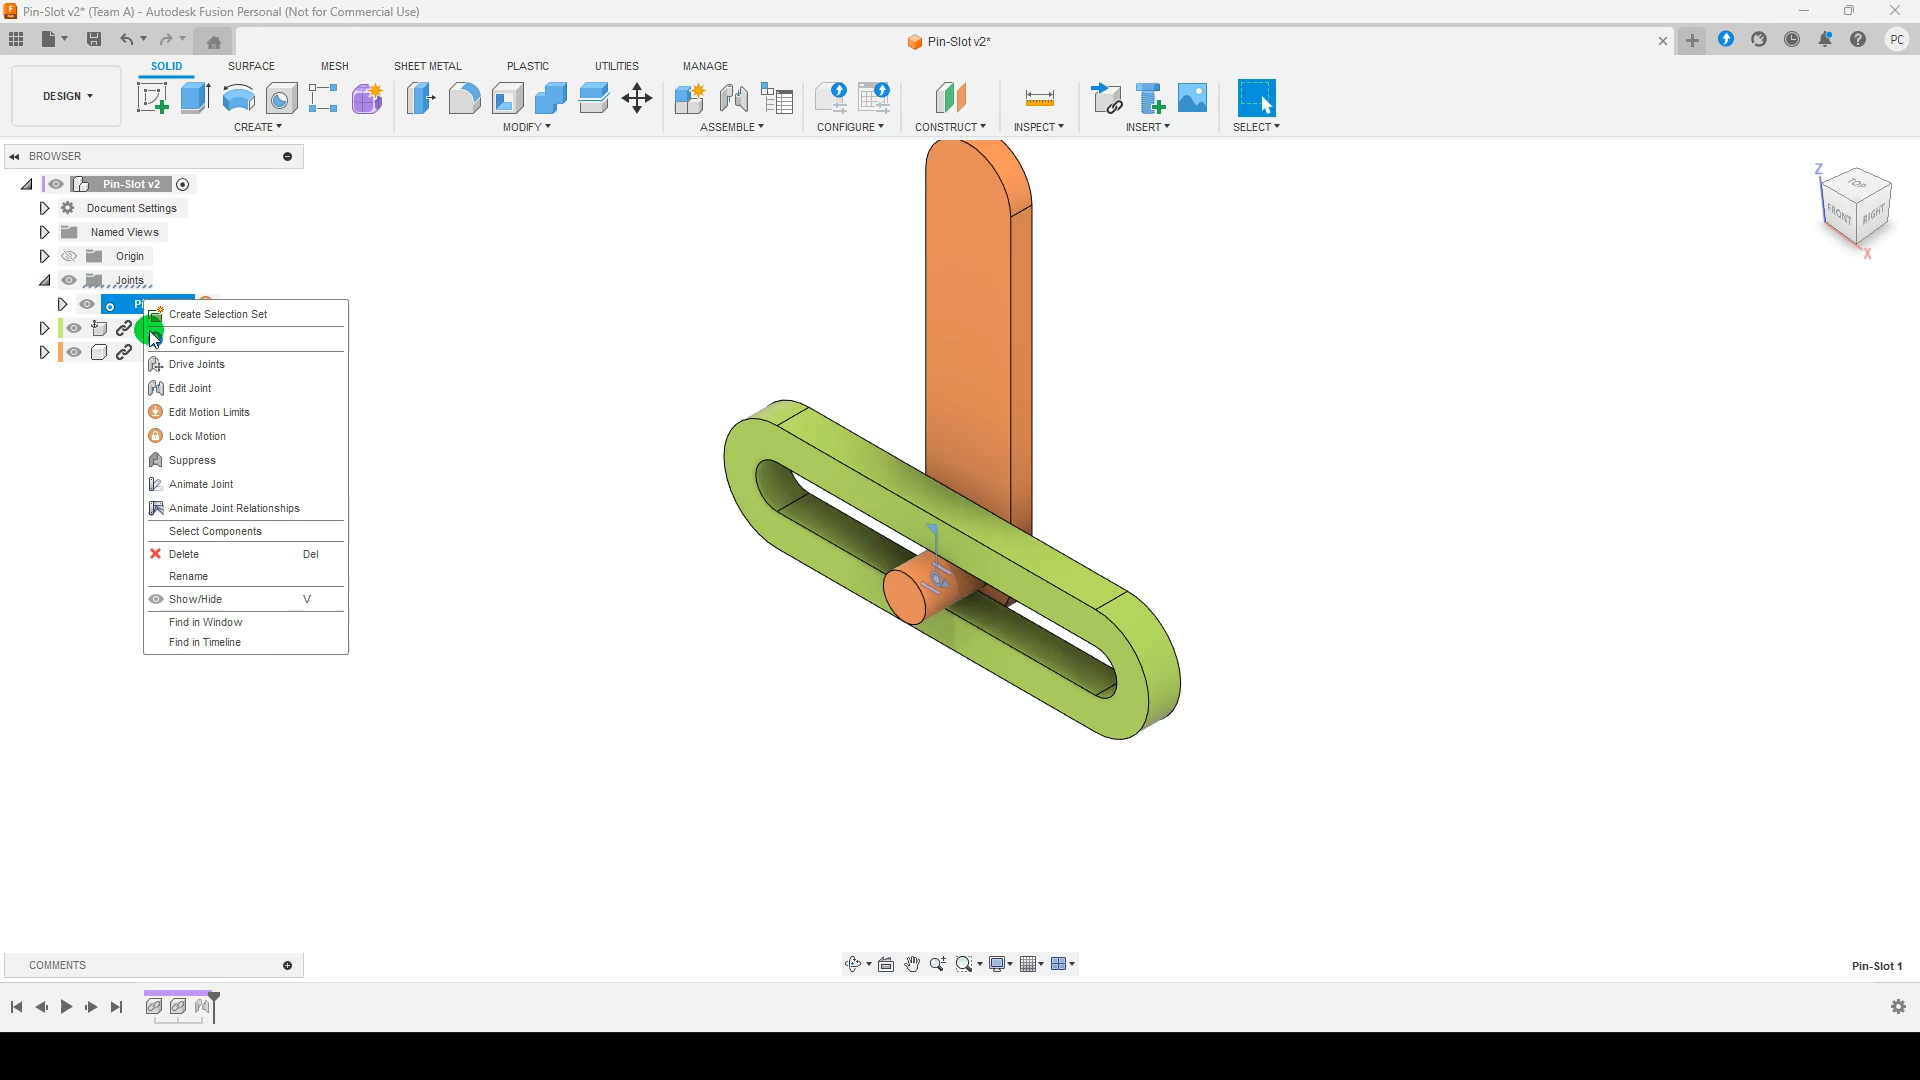 Pin-Slot v2* (Team A) - Autodesk Fusion Personal (Not for Commercial Use)
Pin-Slot v2*
PC
DESIGN
SOLID
SURFACE
MESH
SHEET METAL
PLASTIC
UTILITIES
MANAGE
CREATE
MODIFY
ASSEMBLE
CONFIGURE
CONSTRUCT
INSPECT
INSERT
SELECT
BROWSER
Pin-Slot v2
Document Settings
Named Views
Origin
Joints
Create Selection Set
Configure
Drive Joints
Edit Joint
Edit Motion Limits
Lock Motion
Suppress
Animate Joint
Animate Joint Relationships
Select Components
Delete Del
Rename
Show/Hide V
Find in Window
Find in Timeline
Z
TOP
FRONT
RIGHT
X
COMMENTS
Pin-Slot 1